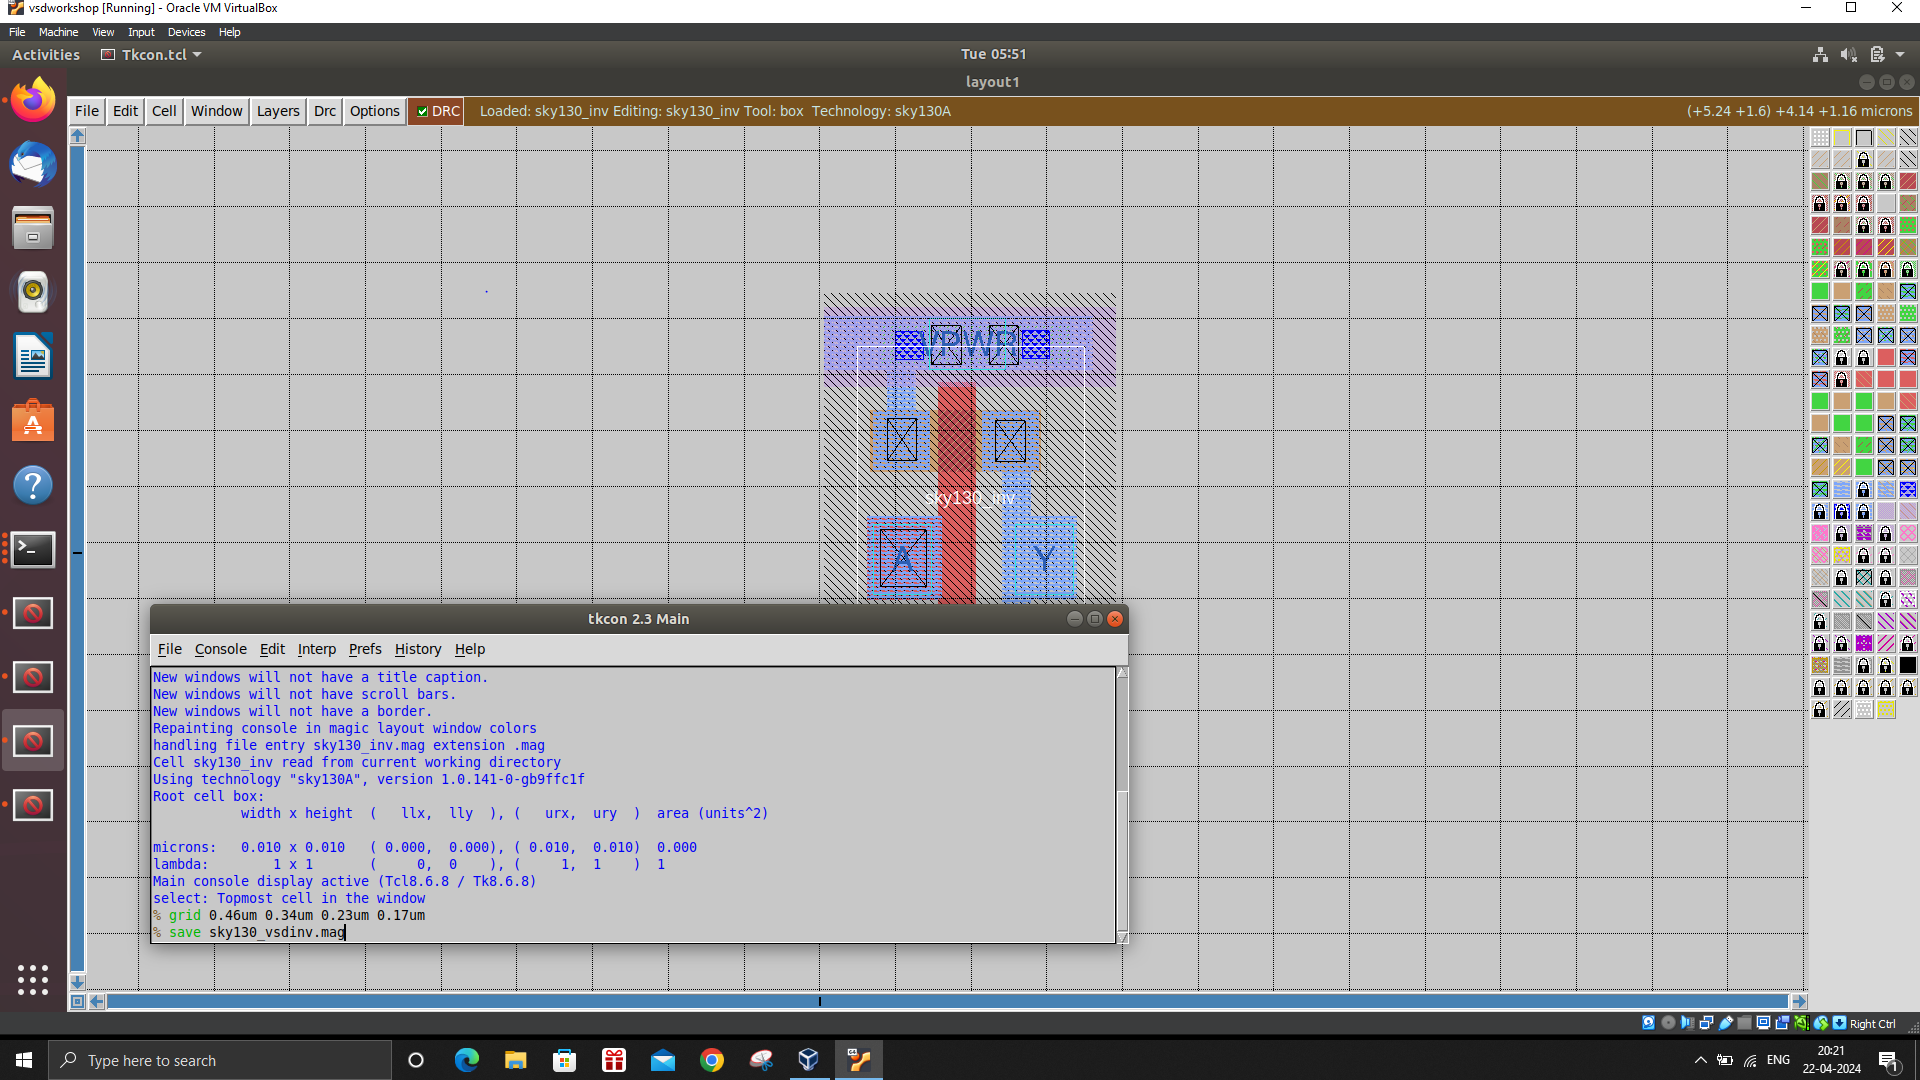 vsdworkshop [Running] - Oracle VM VirtualBox
File Machine View Input Devices Help
Activities Tkcon.tcl Tue 05:51
layout1
File Edit Cell Window Layers Drc Options DRC Loaded: sky130_inv Editing: sky130_inv Tool: box Technology: sky130A (+5.24 +1.6) +4.14 +1.16 microns
VPWR
sky130_inv
A Y
tkcon 2.3 Main
File Console Edit Interp Prefs History Help
New windows will not have a title caption.
New windows will not have scroll bars.
New windows will not have a border.
Repainting console in magic layout window colors
handling file entry sky130_inv.mag extension .mag
Cell sky130_inv read from current working directory
Using technology "sky130A", version 1.0.141-0-gb9ffc1f
Root cell box:
width x height ( llx, lly ), ( urx, ury ) area (units^2)
microns: 0.010 x 0.010 ( 0.000, 0.000), ( 0.010, 0.010) 0.000
lambda: 1 x 1 ( 0, 0 ), ( 1, 1 ) 1
Main console display active (Tcl8.6.8 / Tk8.6.8)
select: Topmost cell in the window
% grid 0.46um 0.34um 0.23um 0.17um
% save sky130_vsdinv.mag
Right Ctrl
Type here to search
ENG
20:21
22-04-2024
1